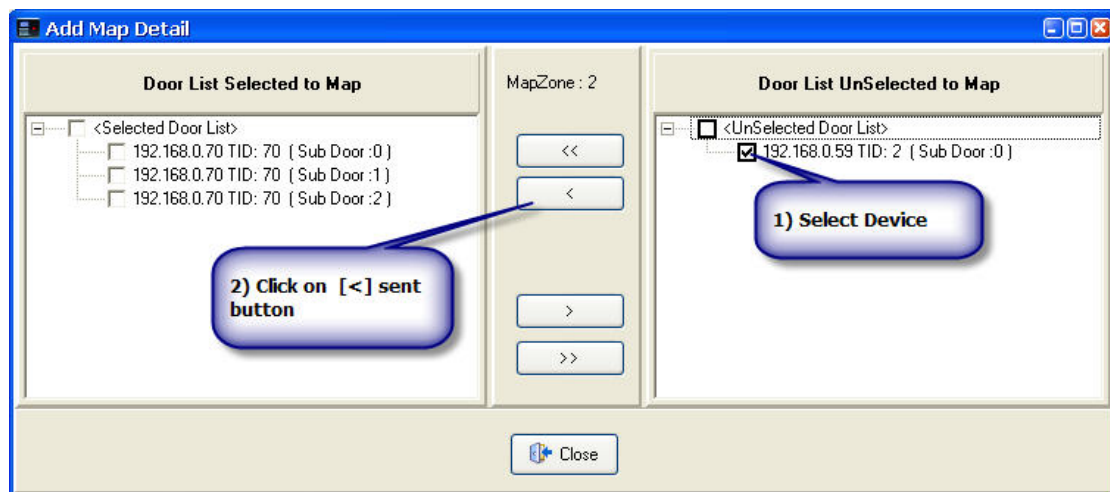 Add Map Detail
Door List Selected to Map
MapZone : 2
Door List UnSelected to Map
<Selected Door List>
192.168.0.70 TID: 70 ( Sub Door :0 )
192.168.0.70 TID: 70 ( Sub Door :1 )
192.168.0.70 TID: 70 ( Sub Door :2 )
<<
<
>
>>
<UnSelected Door List>
192.168.0.59 TID: 2 ( Sub Door :0 )
1) Select Device
2) Click on [<] sent
button
Close